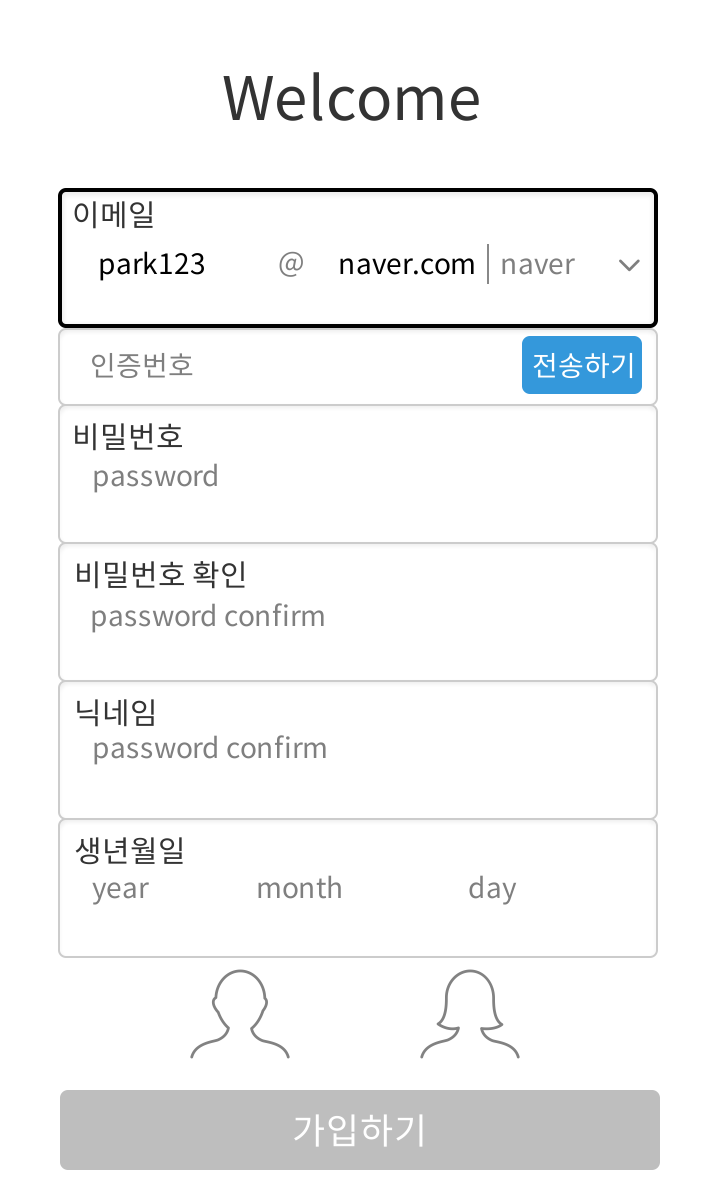 Welcome
이메일
park123 @ naver.com naver
인증번호 전송하기
비밀번호
password
비밀번호 확인
password confirm
닉네임
password confirm
생년월일
year month day
가입하기